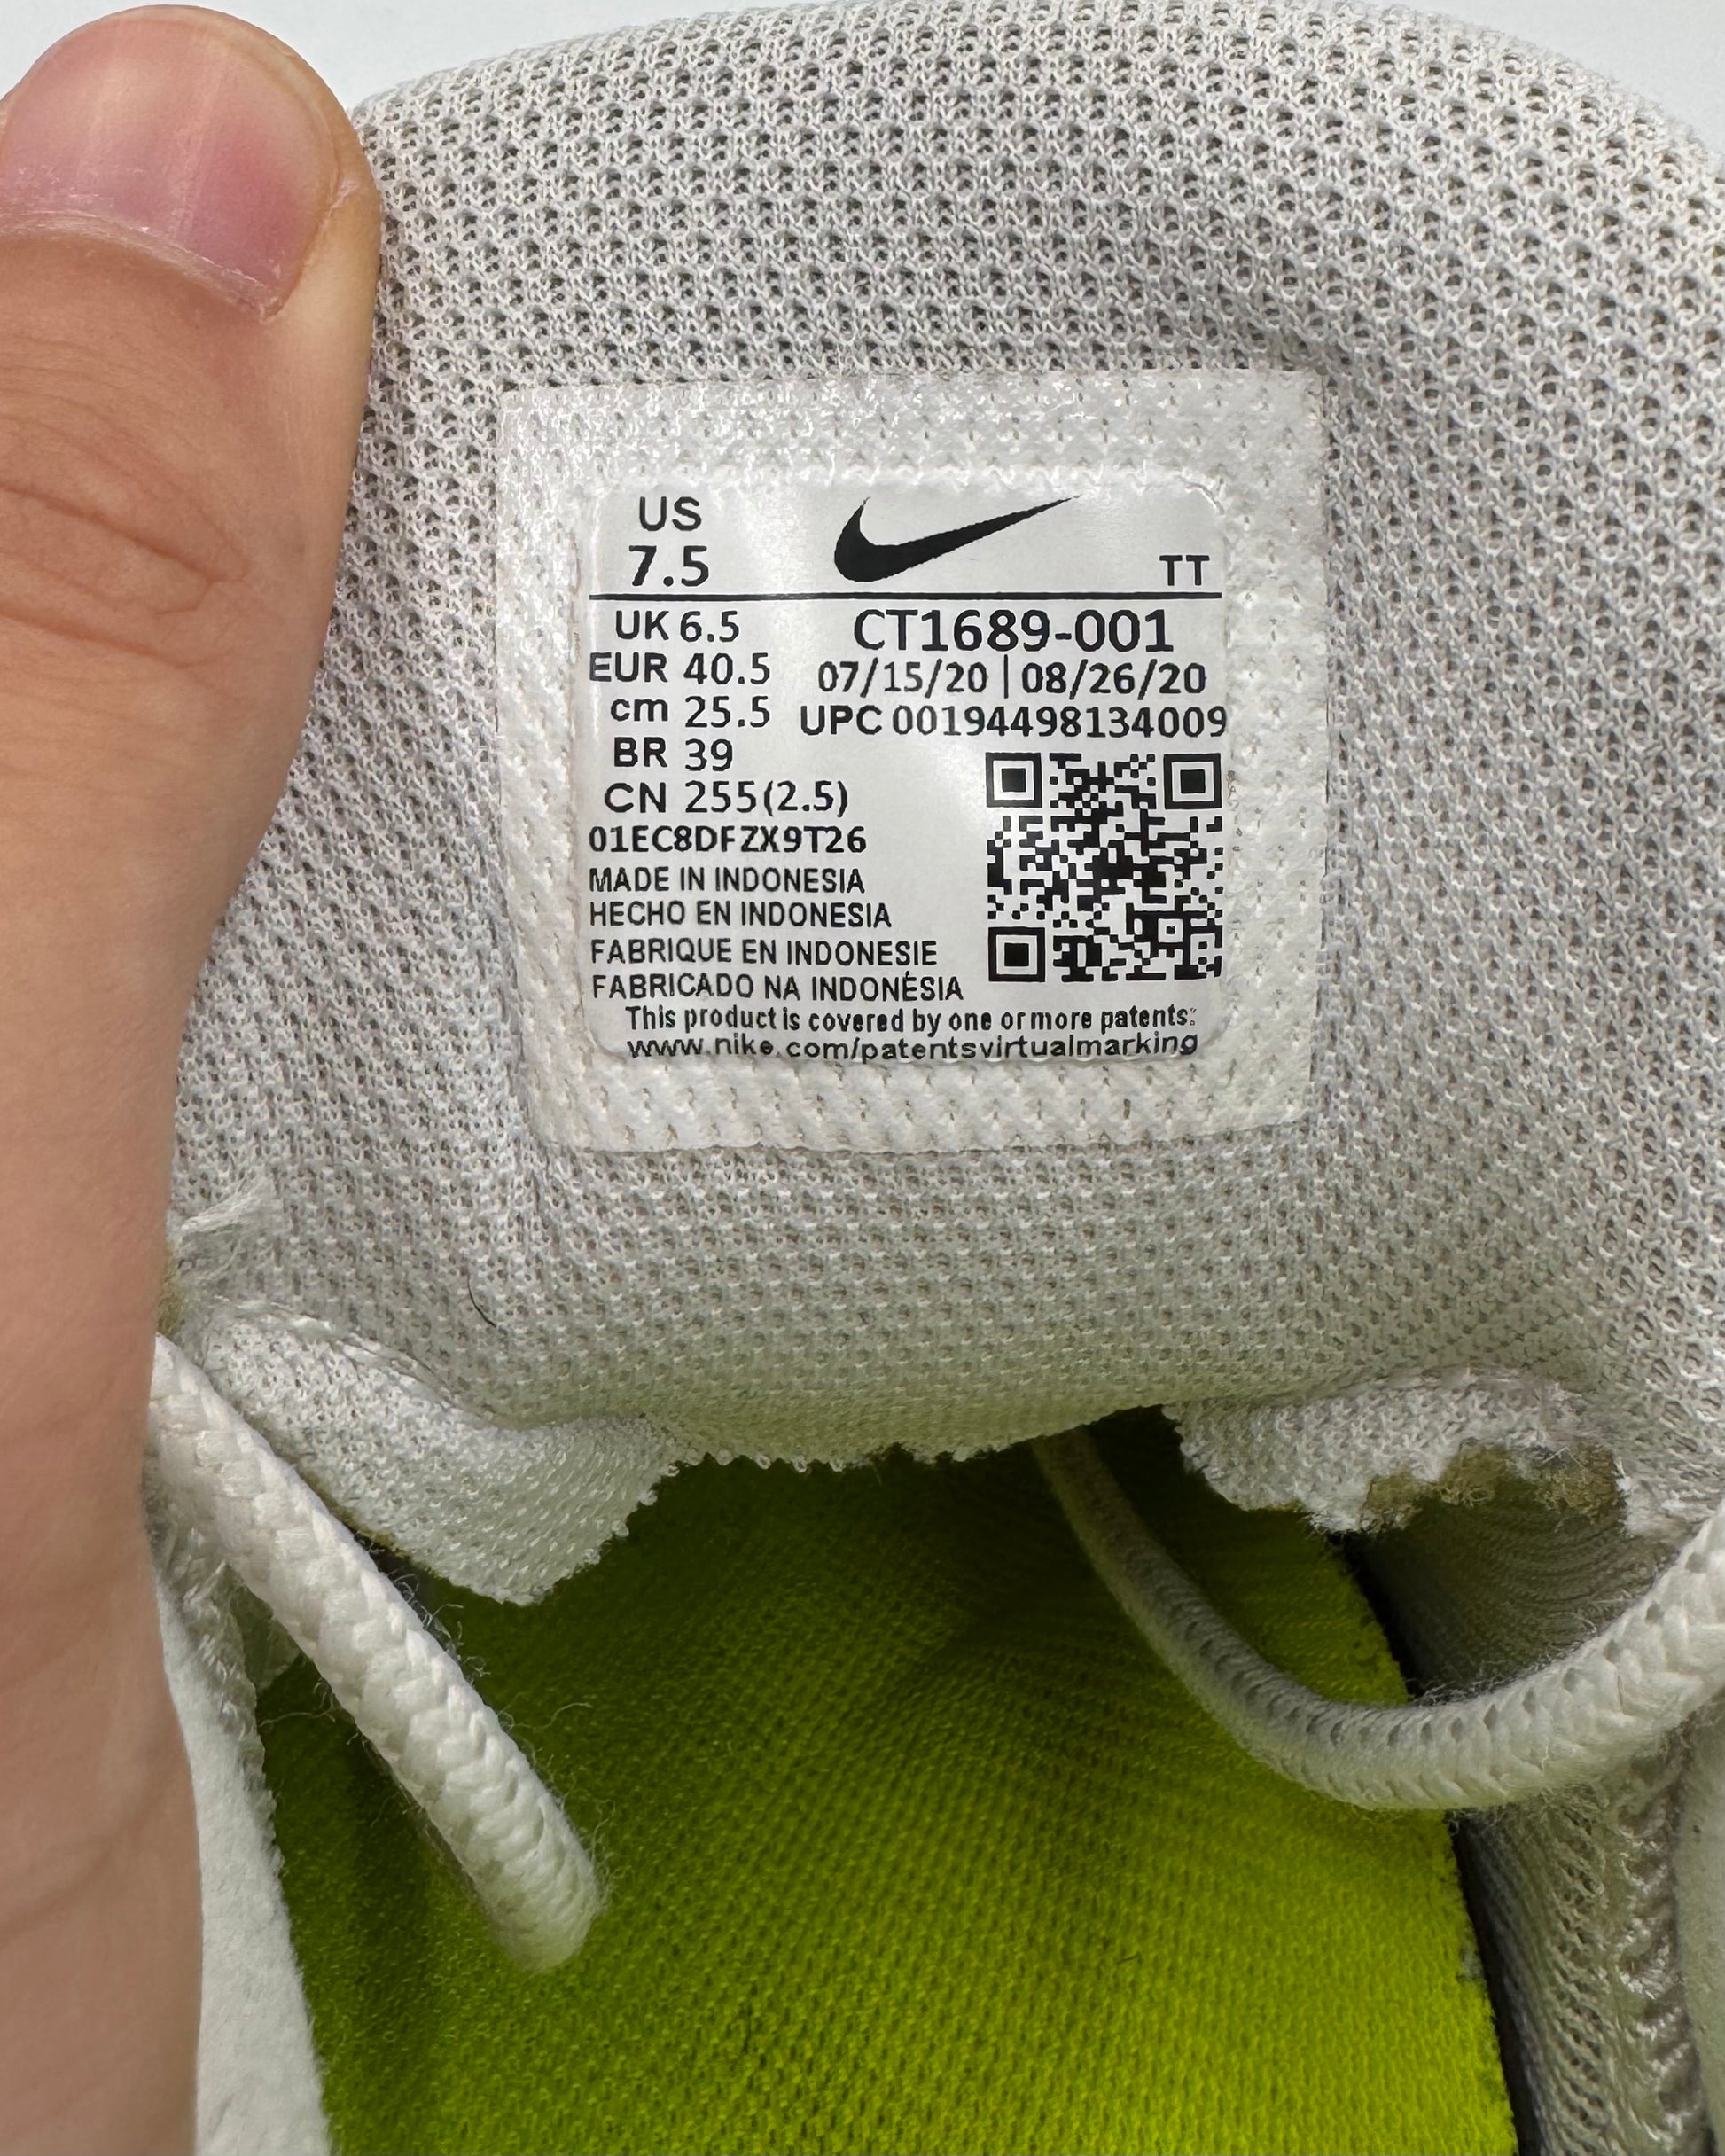 US
7.5
TT
UK 6.5
EUR 40.5
cm 25.5
BR 39
CN 255(2.5)
CT1689-001
07/15/20 | 08/26/20
UPC 00194498134009
01EC8DFZX9T26
MADE IN INDONESIA
HECHO EN INDONESIA
FABRIQUE EN INDONESIE
FABRICADO NA INDONÉSIA
This product is covered by one or more patents:
www.nike.com/patentsvirtualmarking